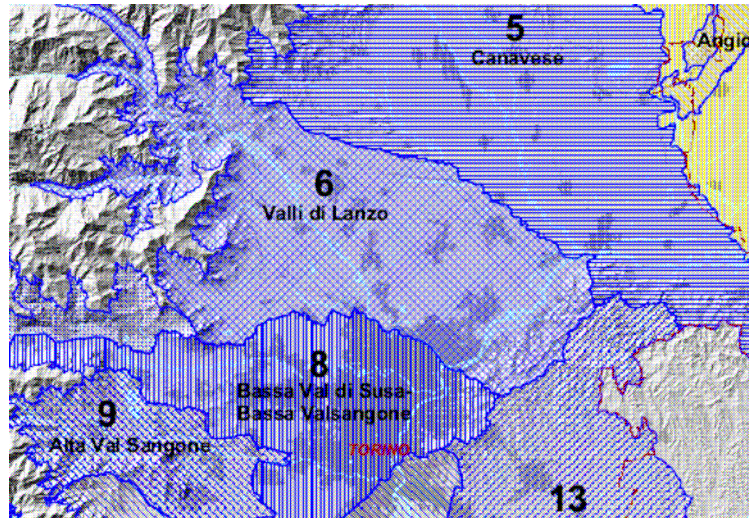 5
Canavese
Angio
6
Valli di Lanzo
8
Bassa Val di Susa-
Bassa Valsangone
9
Alta Val Sangone
TORINO
13